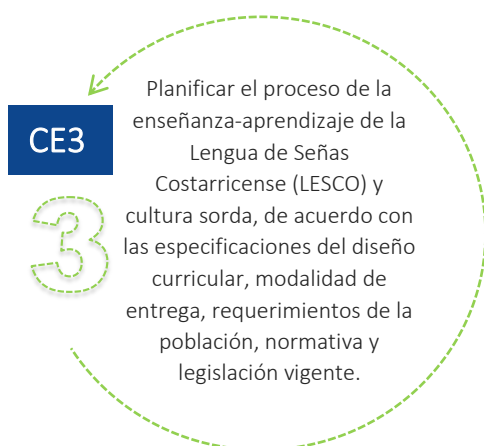 CE3
3
Planificar el proceso de la
enseñanza-aprendizaje de la
Lengua de Señas
Costarricense (LESCO) y
cultura sorda, de acuerdo con
las especificaciones del diseño
curricular, modalidad de
entrega, requerimientos de la
población, normativa y
legislación vigente.